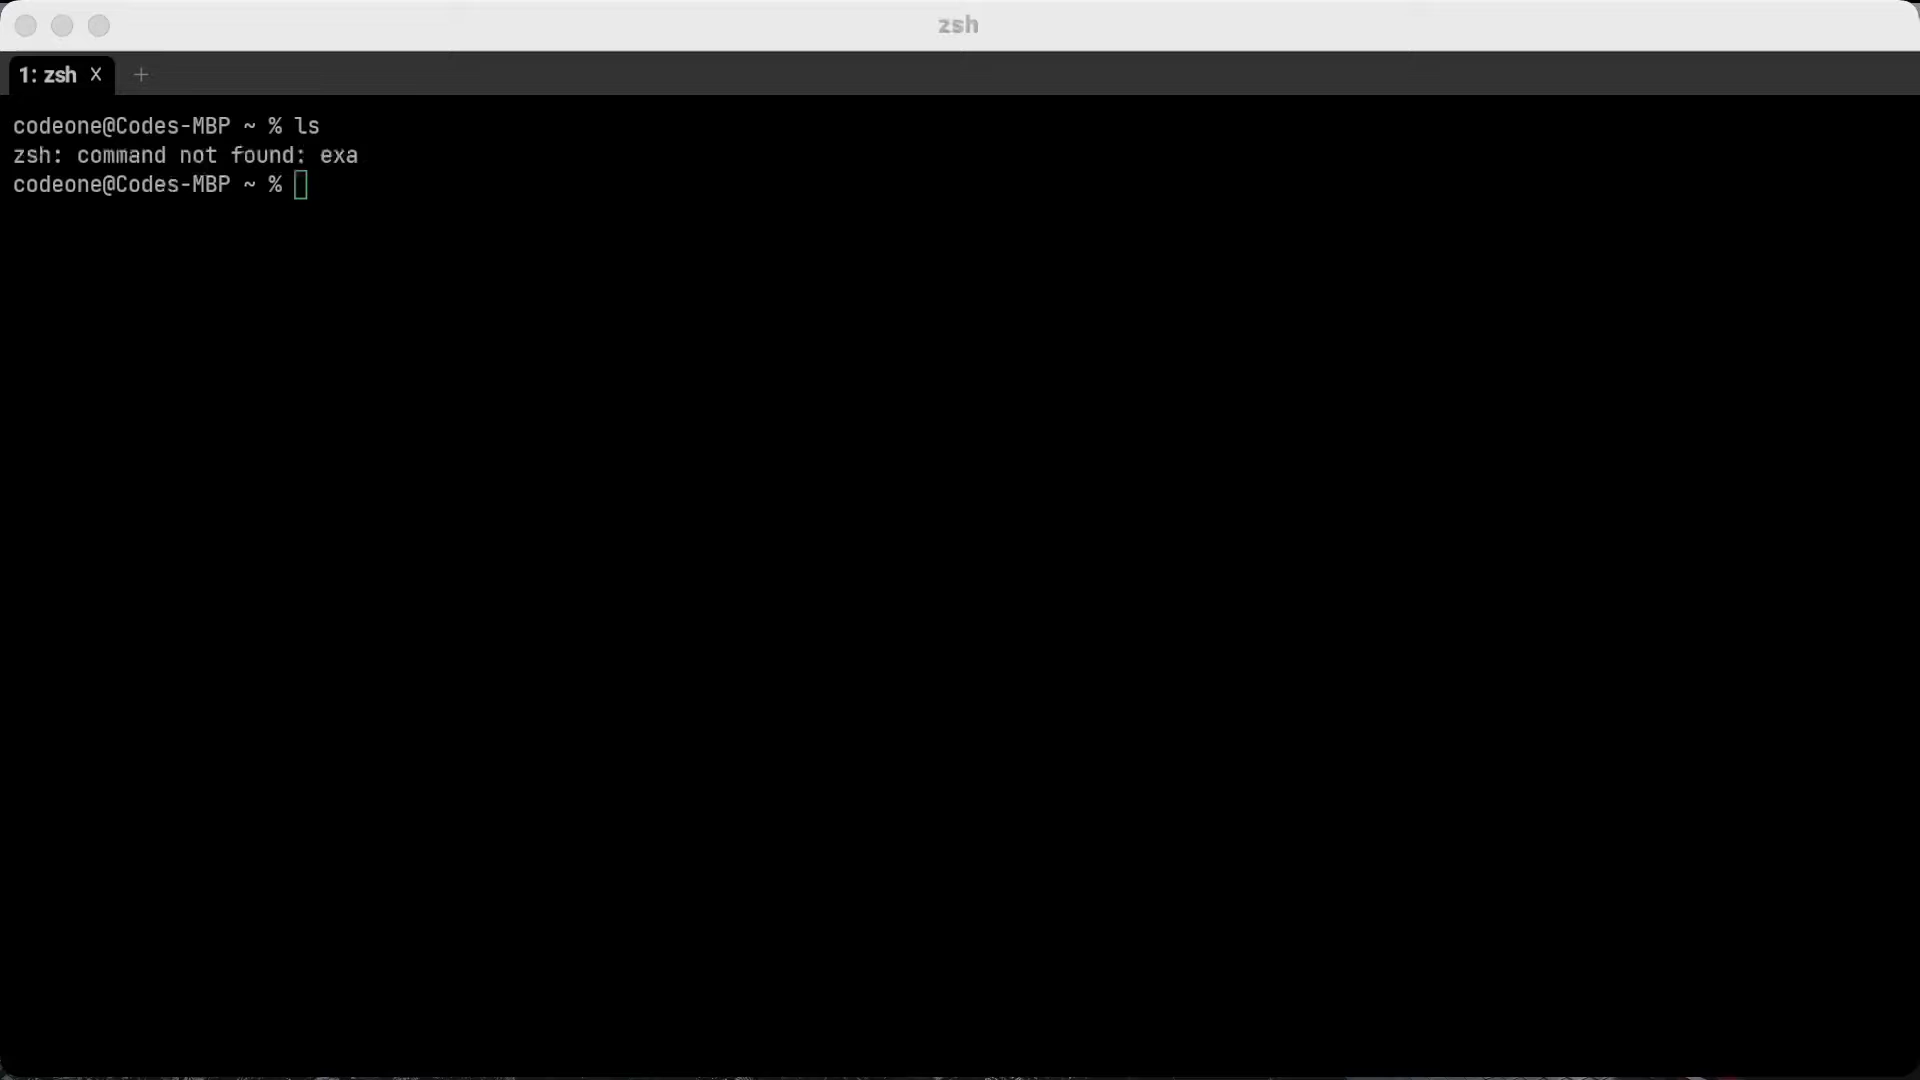 zsh
1: zsh X +
codeone@Codes-MBP ~ % ls
zsh: command not found: exa
codeone@Codes-MBP ~ %